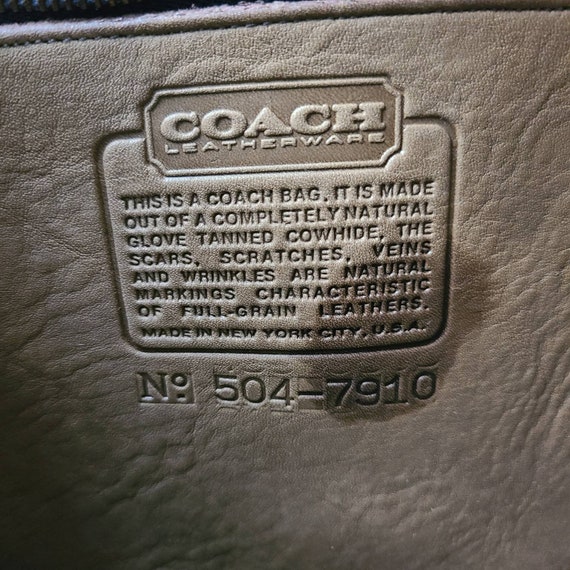 COACH
LEATHERWARE
THIS IS A COACH BAG. IT IS MADE
OUT OF A COMPLETELY NATURAL
GLOVE TANNED COWHIDE, THE
SCARS, SCRATCHES, VEINS
AND WRINKLES ARE NATURAL
MARKINGS CHARACTERISTIC
OF FULL-GRAIN LEATHERS.
MADE IN NEW YORK CITY, U.S.A.
Nº 504-7910